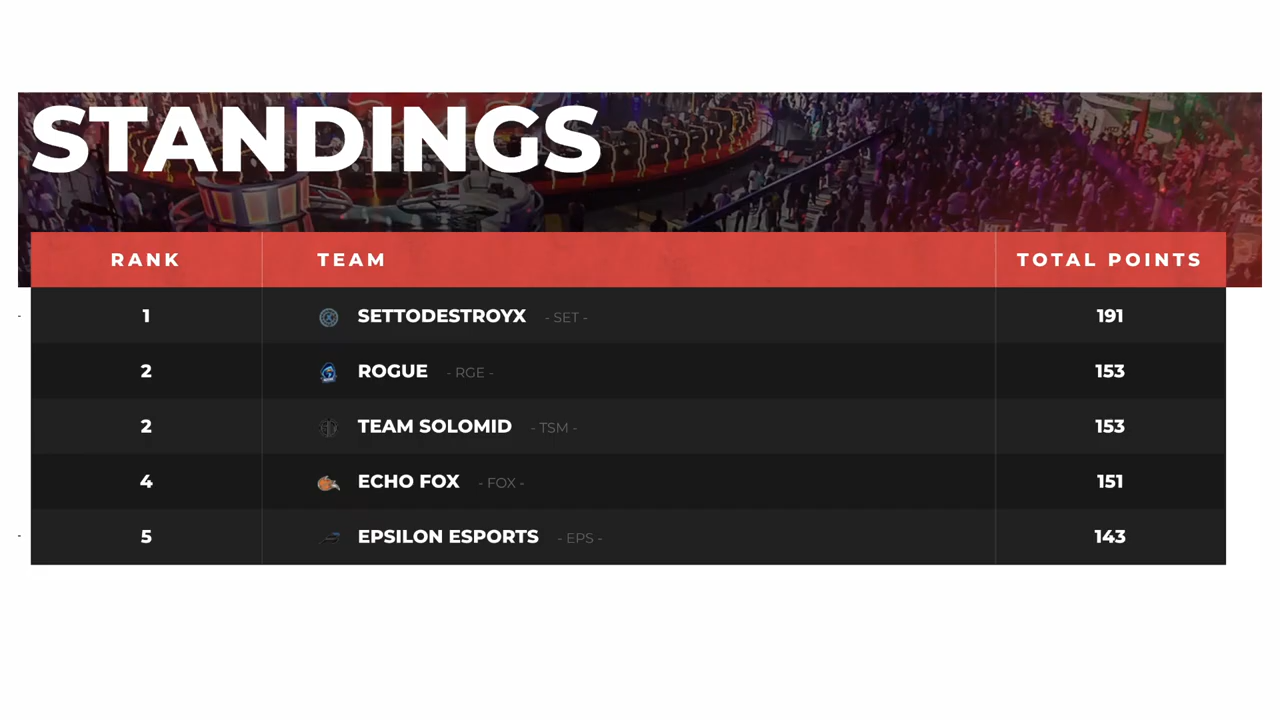 STANDINGS
RANK TEAM TOTAL POINTS
1 SETTODESTROYX - SET - 191
2 ROGUE - RGE - 153
2 TEAM SOLOMID - TSM - 153
4 ECHO FOX - FOX - 151
5 EPSILON ESPORTS - EPS - 143